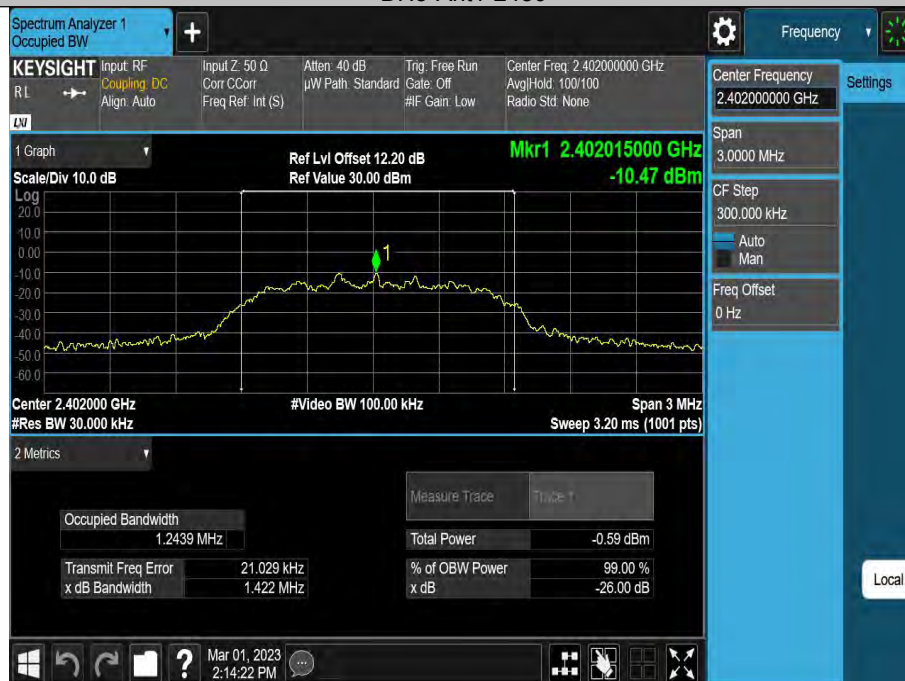 Spectrum Analyzer 1
Occupied BW
Frequency
KEYSIGHT
RL
LXI
Input: RF
Coupling: DC
Align: Auto
Input Z: 50 Ω
Corr CCorr
Freq Ref: Int (S)
Atten: 40 dB
µW Path: Standard
Trig: Free Run
Gate: Off
#IF Gain: Low
Center Freq: 2.402000000 GHz
Avg|Hold: 100/100
Radio Std: None
Center Frequency
2.402000000 GHz
Settings
Span
3.0000 MHz
CF Step
300.000 kHz
Auto
Man
Freq Offset
0 Hz
Local
1 Graph
Scale/Div 10.0 dB
Ref Lvl Offset 12.20 dB
Ref Value 30.00 dBm
Mkr1 2.402015000 GHz
-10.47 dBm
Log
20.0
10.0
0.00
-10.0
-20.0
-30.0
-40.0
-50.0
-60.0
1
Center 2.402000 GHz
#Res BW 30.000 kHz
#Video BW 100.00 kHz
Span 3 MHz
Sweep 3.20 ms (1001 pts)
2 Metrics
Measure Trace
Trace 1
Occupied Bandwidth
1.2439 MHz
Total Power -0.59 dBm
Transmit Freq Error 21.029 kHz
% of OBW Power 99.00 %
x dB Bandwidth 1.422 MHz
x dB -26.00 dB
Mar 01, 2023
2:14:22 PM